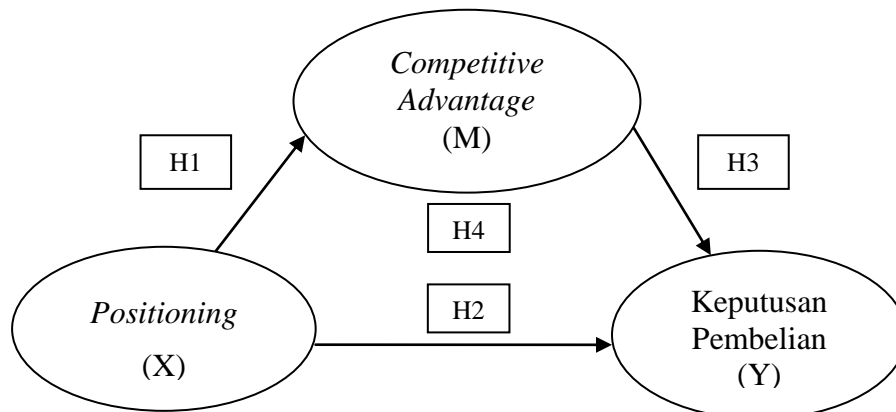 Competitive
Advantage
(M)
H1
H3
H4
H2
Positioning
(X)
Keputusan
Pembelian
(Y)